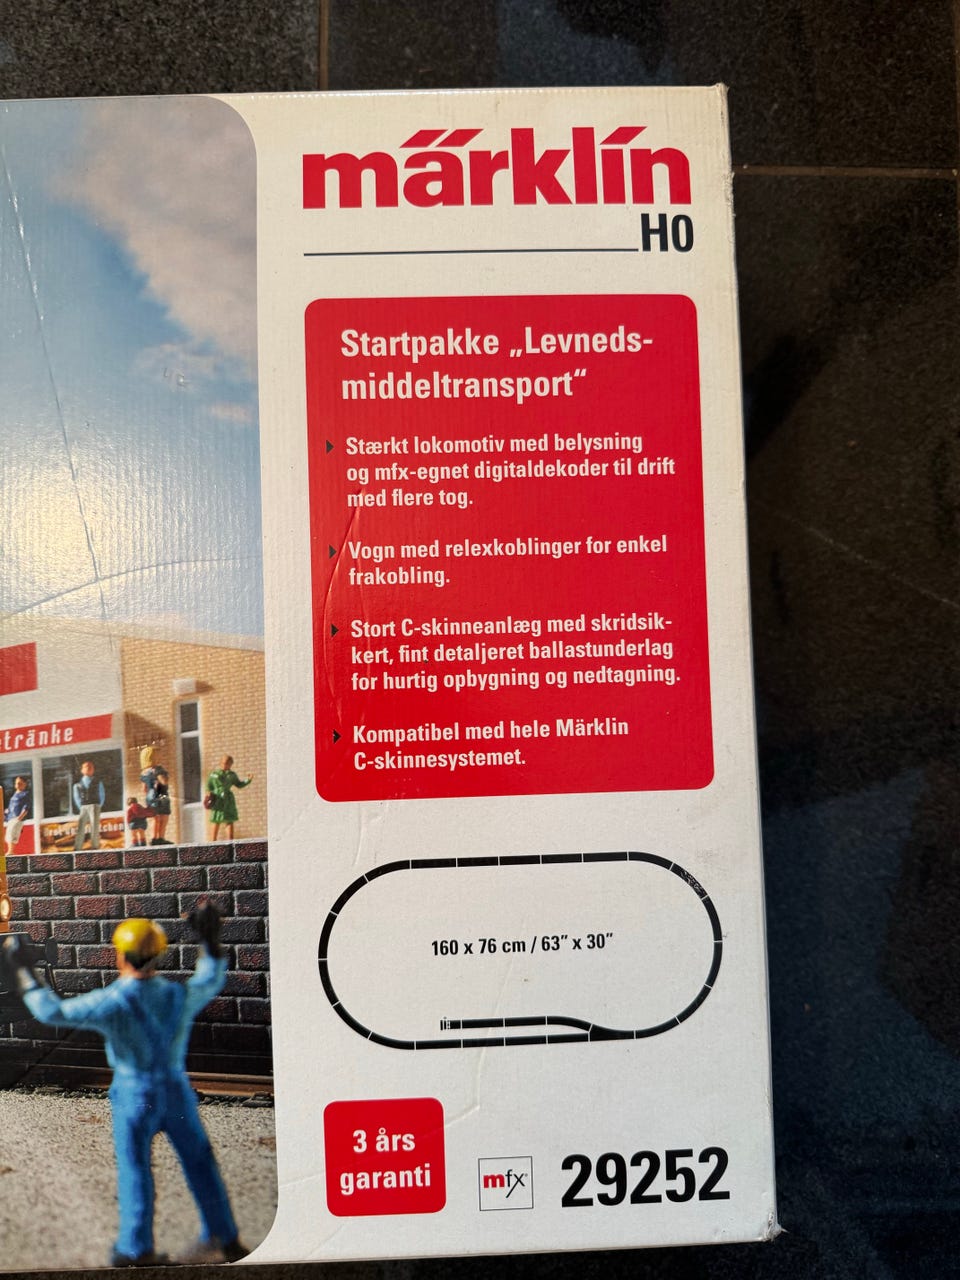 märklin
H0
Startpakke „Levneds-
middeltransport“
Stærkt lokomotiv med belysning
og mfx-egnet digitaldekoder til drift
med flere tog.
Vogn med relexkoblinger for enkel
frakobling.
Stort C-skinneanlæg med skridsik-
kert, fint detaljeret ballastunderlag
for hurtig opbygning og nedtagning.
Kompatibel med hele Märklin
C-skinnesystemet.
tränke
160 x 76 cm / 63” x 30”
3 års
garanti
mfx
29252